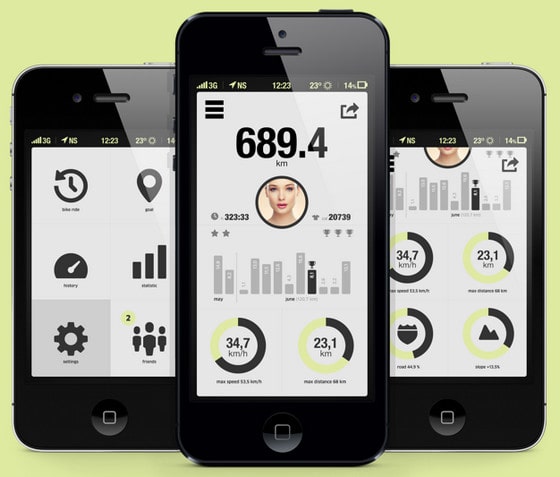 3G NS 12:23 23° 14%
bike ride
goal
history
statistic
2
settings
friends
3G NS 12:23 23° 14%
689.4
km
: 323:33
: 20739
may
june
34,7
km/h
23,1
km
max speed 53,5 km/h
max distance 68 km
3G NS 12:23 23° 14%
may
june
34,7
km/h
23,1
km
max speed 53,5 km/h
max distance 68 km
road 44,9 %
slope +13,5%